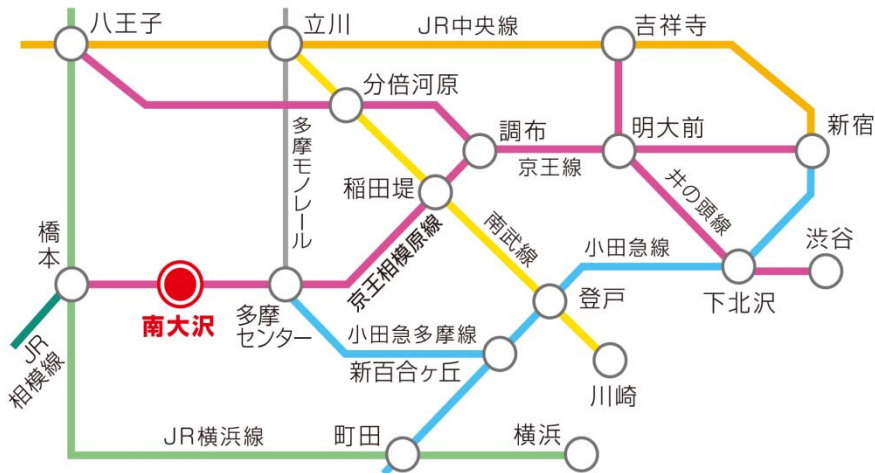 八王子
立川
JR中央線
吉祥寺
分倍河原
調布
明大前
新宿
京王線
多摩モノレール
稲田堤
井の頭線
橋本
京王相模原線
南武線
小田急線
渋谷
下北沢
登戸
南大沢
多摩
センター
小田急多摩線
新百合ヶ丘
川崎
JR
相模線
JR横浜線
町田
横浜